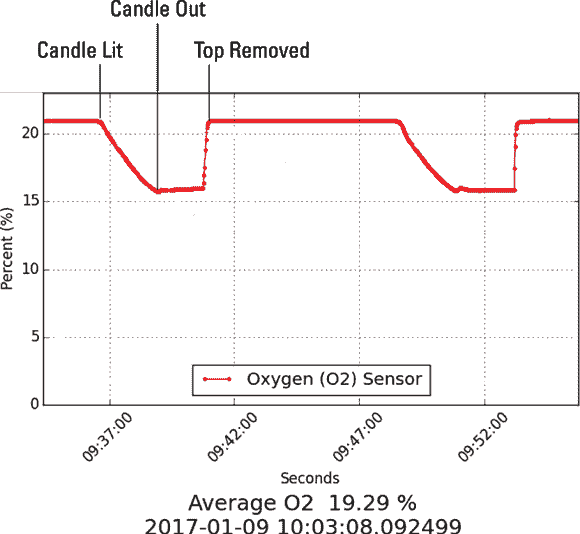 Candle Out
Candle Lit
Top Removed
20
15
10
5
0
Percent (%)
Oxygen (O2) Sensor
09:37:00
09:42:00
09:47:00
09:52:00
Seconds
Average O2 19.29 %
2017-01-09 10:03:08.092499